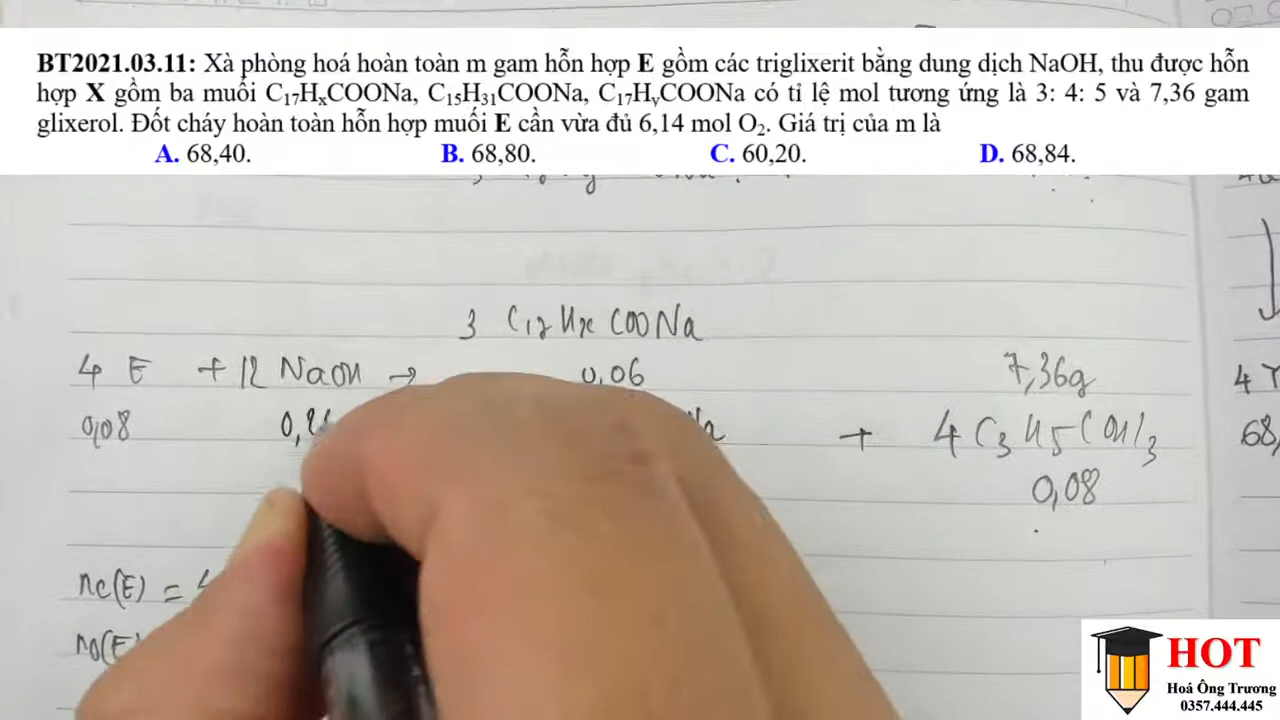 BT2021.03.11: Xà phòng hoá hoàn toàn m gam hỗn hợp E gồm các triglixerit bằng dung dịch NaOH, thu được hỗn
hợp X gồm ba muối C₁₇HₓCOONa, C₁₅H₃₁COONa, C₁₇HᵧCOONa có tỉ lệ mol tương ứng là 3: 4: 5 và 7,36 gam
glixerol. Đốt cháy hoàn toàn hỗn hợp muối E cần vừa đủ 6,14 mol O₂. Giá trị của m là
A. 68,40. B. 68,80. C. 60,20. D. 68,84.
3 C₁₇Hₓ COONa
4 E + 12 NaOH → 0,06 7,36g
0,08 + 4 C₃H₅(OH)₃
0,08
nc(E) =
HOT
Hoá Ông Trương
0357.444.445